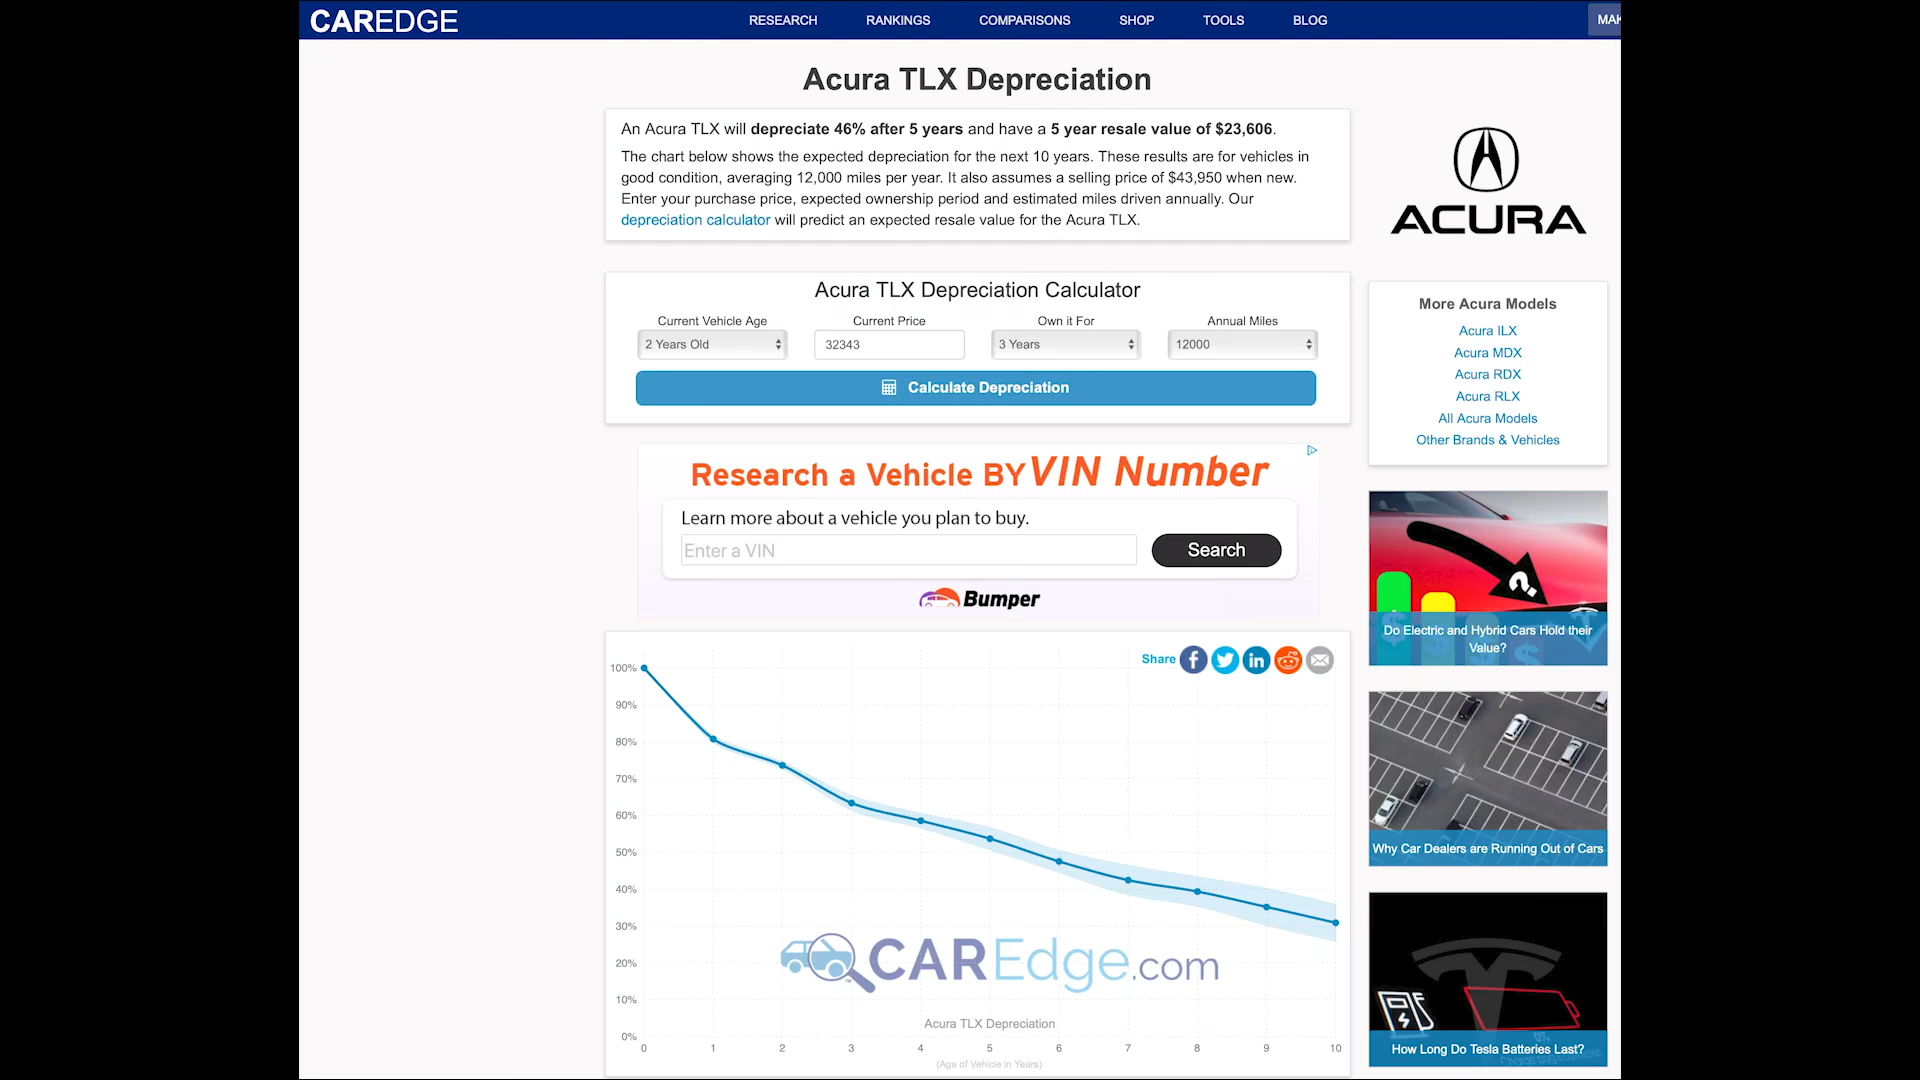 CAREDGE
RESEARCH
RANKINGS
COMPARISONS
SHOP
TOOLS
BLOG
Acura TLX Depreciation
An Acura TLX will depreciate 46% after 5 years and have a 5 year resale value of $23,606.
The chart below shows the expected depreciation for the next 10 years. These results are for vehicles in
good condition, averaging 12,000 miles per year. It also assumes a selling price of $43,950 when new.
Enter your purchase price, expected ownership period and estimated miles driven annually. Our
depreciation calculator will predict an expected resale value for the Acura TLX.
ACURA
Acura TLX Depreciation Calculator
Current Vehicle Age
Current Price
Own it For
Annual Miles
2 Years Old
32343
3 Years
12000
Calculate Depreciation
More Acura Models
Acura ILX
Acura MDX
Acura RDX
Acura RLX
All Acura Models
Other Brands & Vehicles
Research a Vehicle BY VIN Number
Learn more about a vehicle you plan to buy.
Enter a VIN
Search
Bumper
Do Electric and Hybrid Cars Hold their
Value?
Why Car Dealers are Running Out of Cars
How Long Do Tesla Batteries Last?
Share
100%
90%
80%
70%
60%
50%
40%
30%
20%
10%
0%
CAREdge.com
Acura TLX Depreciation
0 1 2 3 4 5 6 7 8 9 10
(Age of Vehicle in Years)